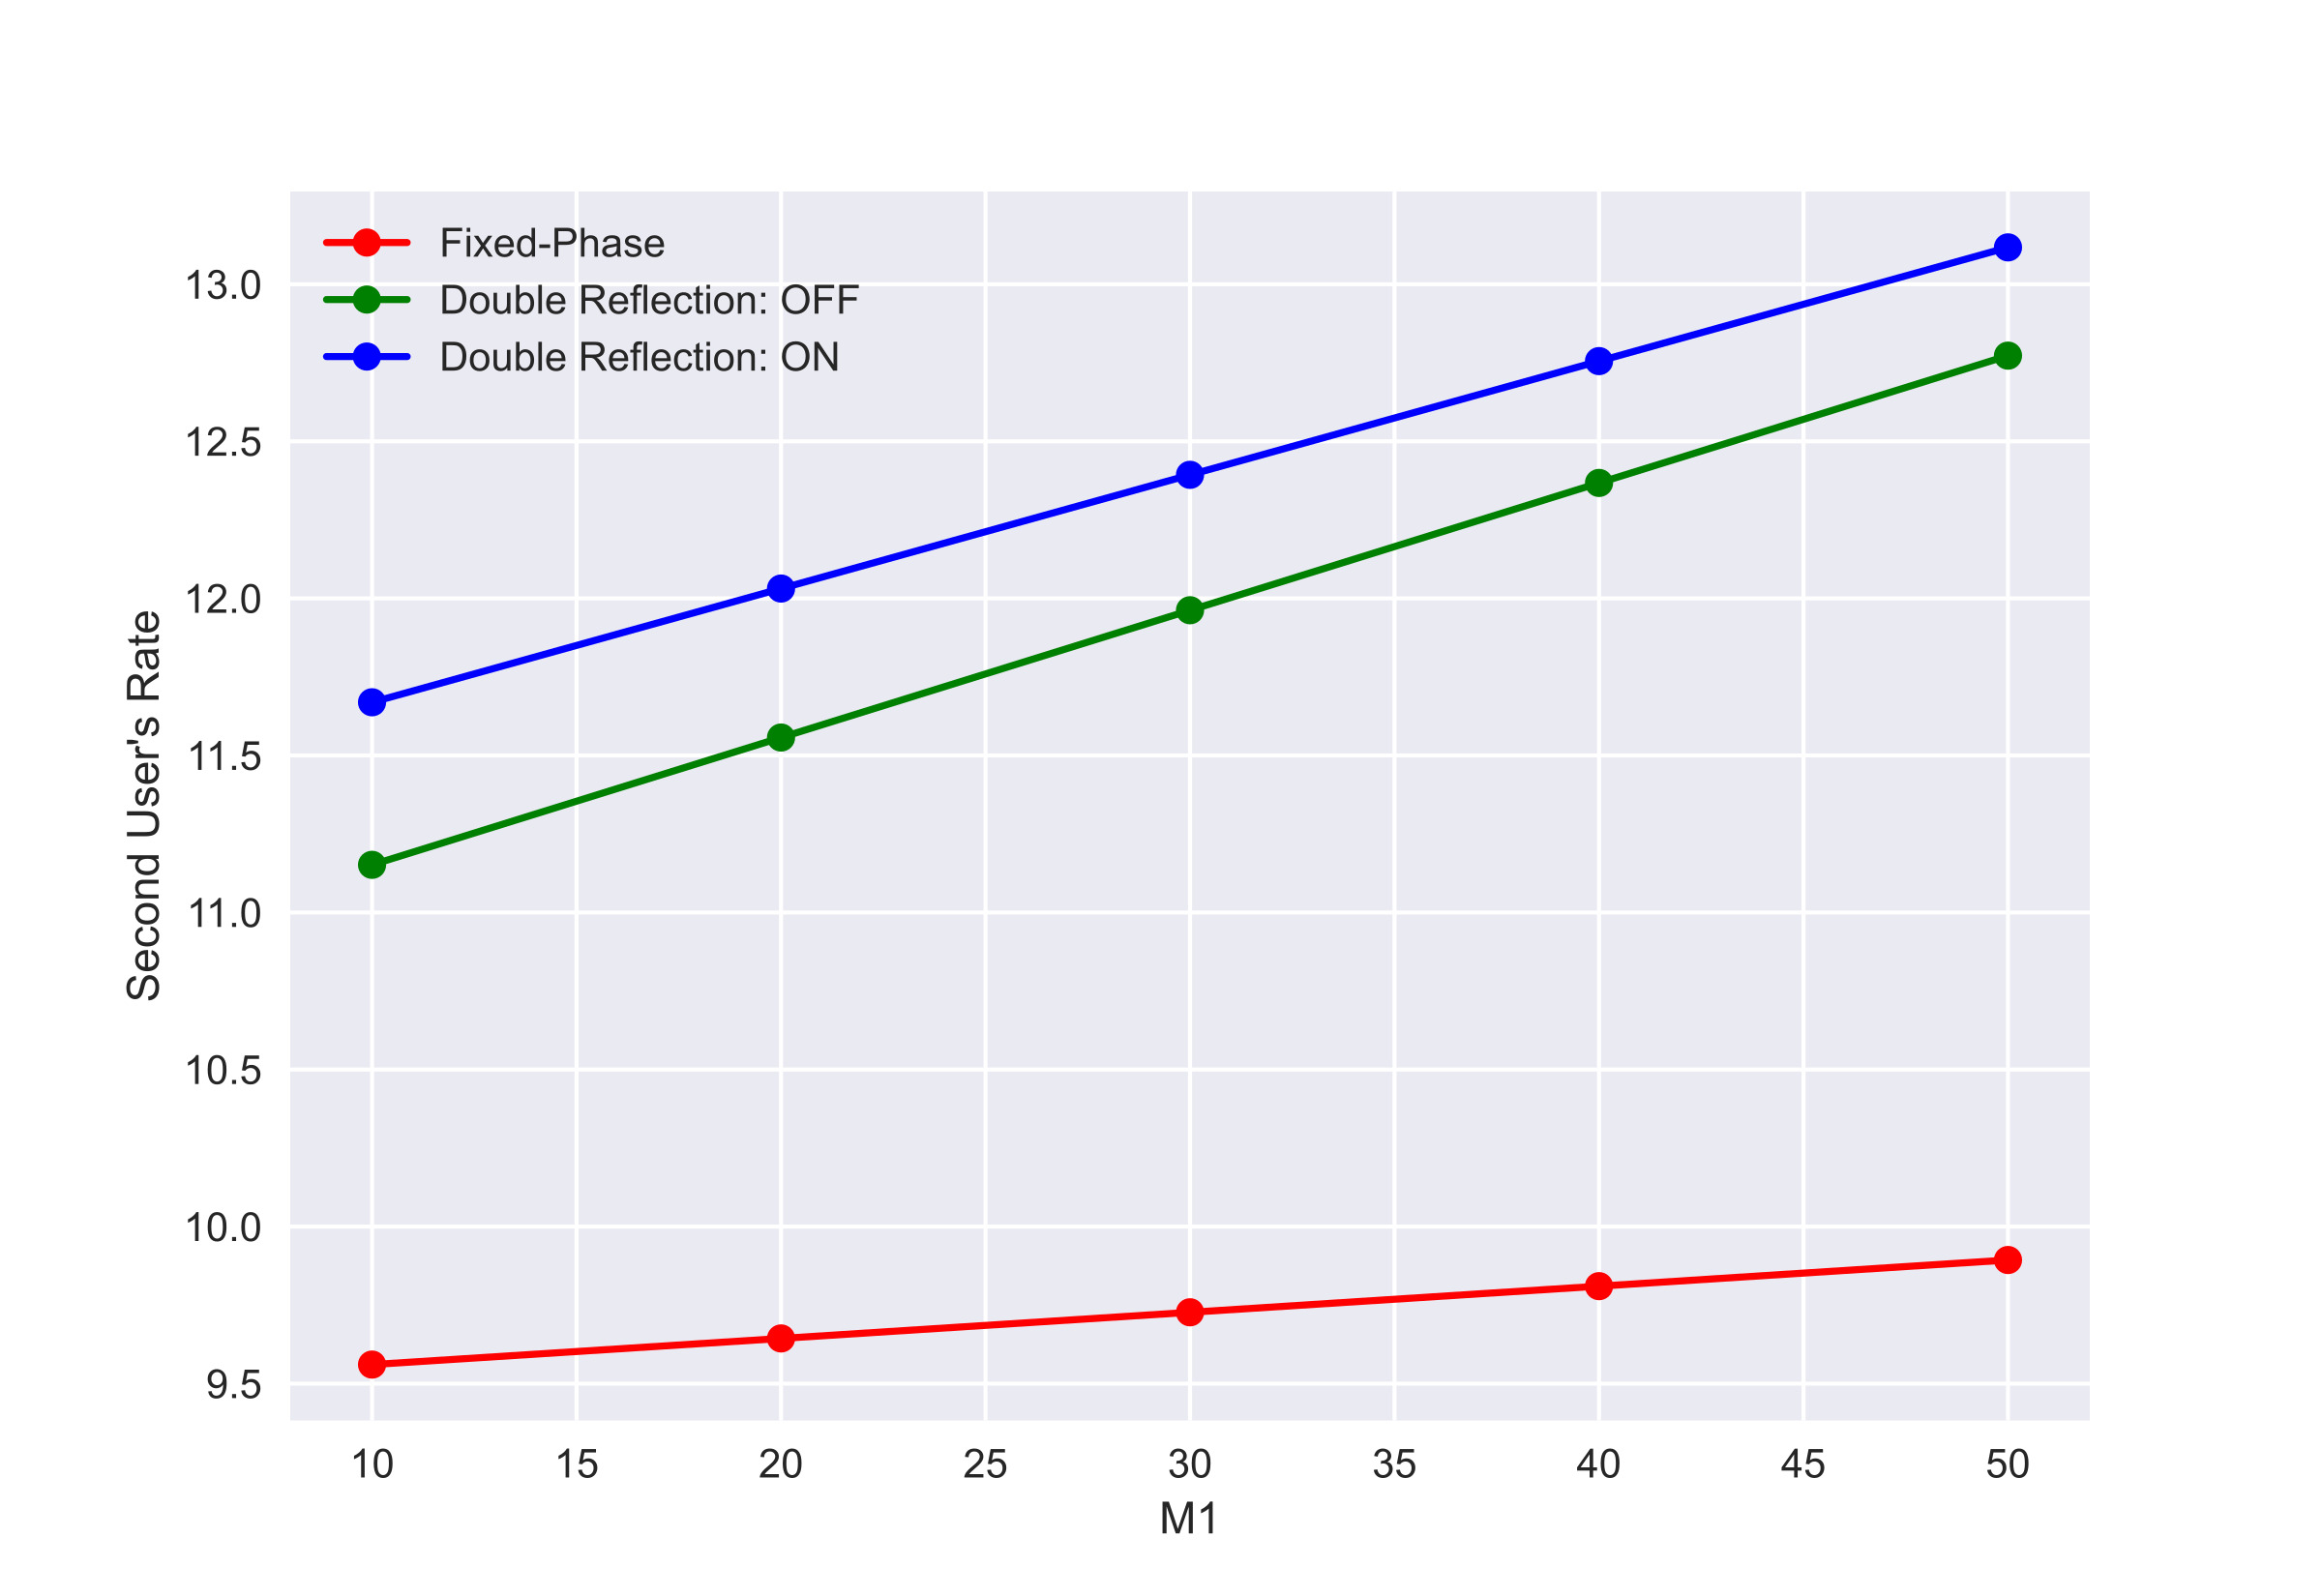 Fixed-Phase
Double Reflection: OFF
Double Reflection: ON
13.0
12.5
12.0
11.5
11.0
10.5
10.0
9.5
Second User's Rate
10 15 20 25 30 35 40 45 50
M1